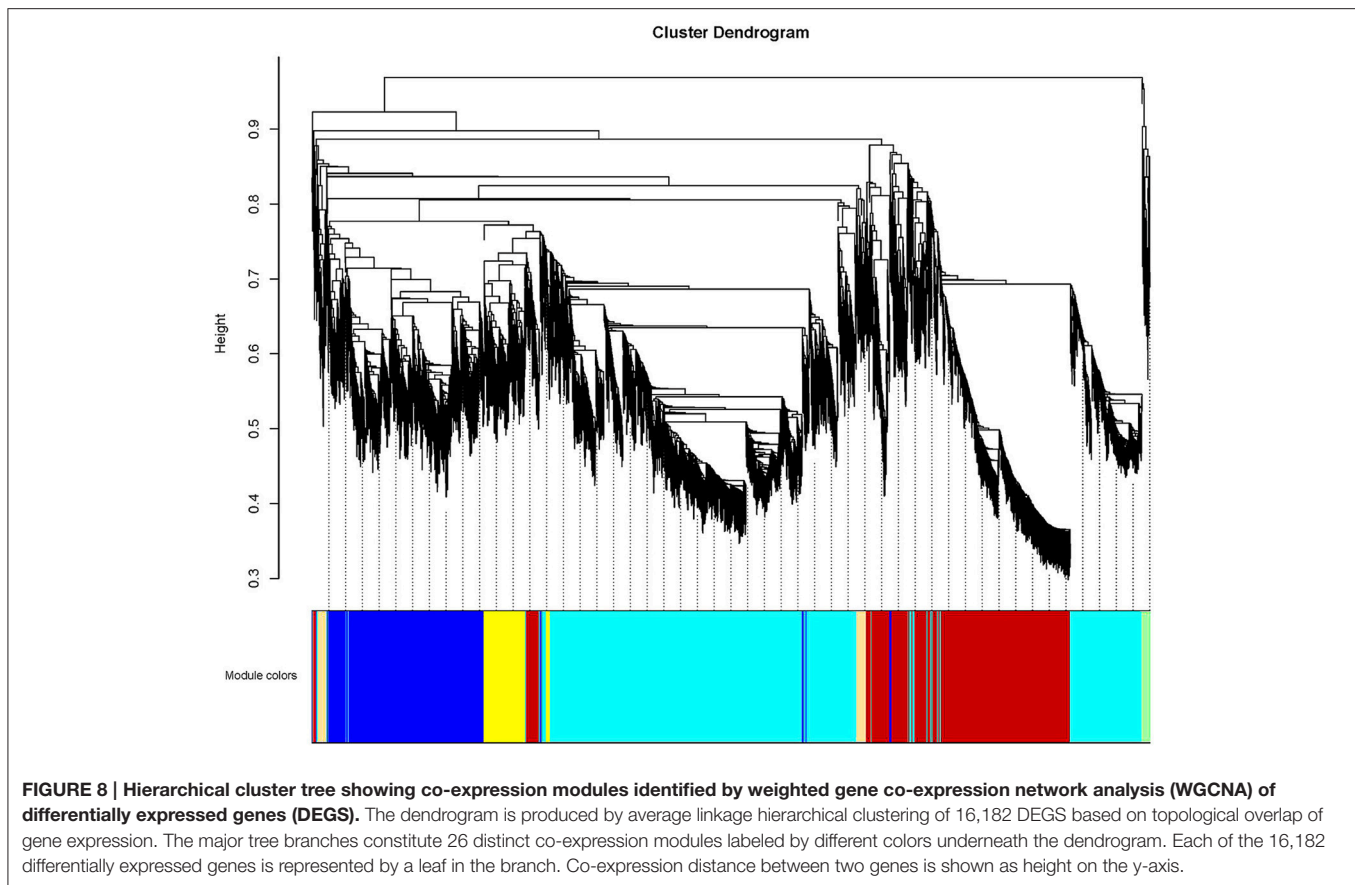 Cluster Dendrogram
Height
0.9
0.8
0.7
0.6
0.5
0.4
0.3
Module colors
FIGURE 8 | Hierarchical cluster tree showing co-expression modules identified by weighted gene co-expression network analysis (WGCNA) of
differentially expressed genes (DEGS). The dendrogram is produced by average linkage hierarchical clustering of 16,182 DEGS based on topological overlap of
gene expression. The major tree branches constitute 26 distinct co-expression modules labeled by different colors underneath the dendrogram. Each of the 16,182
differentially expressed genes is represented by a leaf in the branch. Co-expression distance between two genes is shown as height on the y-axis.